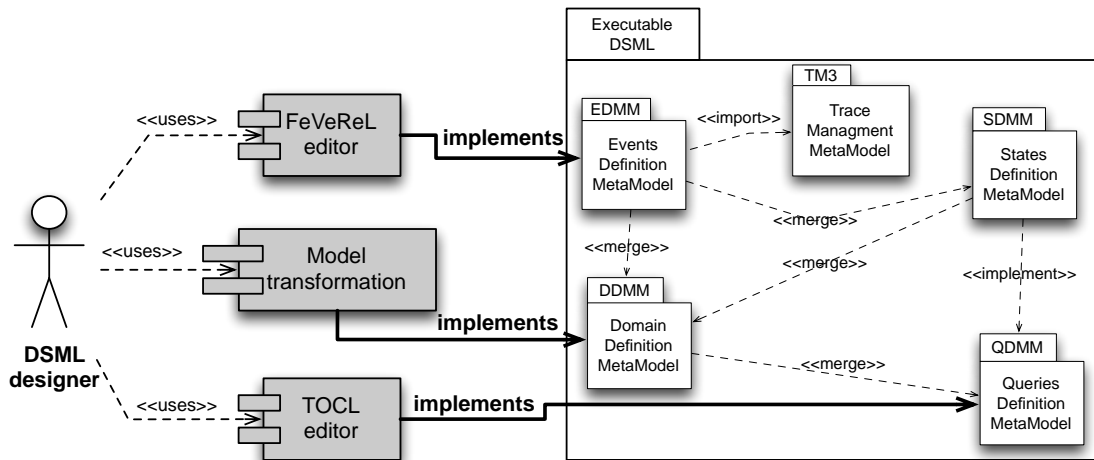 Executable
DSML
<<uses>>
FeVeReL
editor
implements
EDMM
Events
Definition
MetaModel
<<import>>
TM3
Trace
Managment
MetaModel
SDMM
States
Definition
MetaModel
<<merge>>
<<merge>>
<<merge>>
<<implement>>
DSML
designer
<<uses>>
Model
transformation
implements
DDMM
Domain
Definition
MetaModel
<<merge>>
QDMM
Queries
Definition
MetaModel
<<uses>>
TOCL
editor
implements